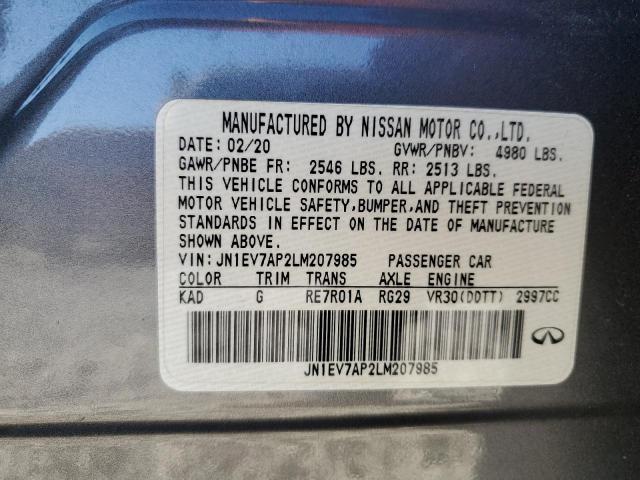 MANUFACTURED BY NISSAN MOTOR CO.,LTD.
DATE: 02/20 GVWR/PNBV: 4980 LBS.
GAWR/PNBE FR: 2546 LBS. RR: 2513 LBS.
THIS VEHICLE CONFORMS TO ALL APPLICABLE FEDERAL
MOTOR VEHICLE SAFETY,BUMPER,AND THEFT PREVENTION
STANDARDS IN EFFECT ON THE DATE OF MANUFACTURE
SHOWN ABOVE.
VIN:JN1EV7AP2LM207985 PASSENGER CAR
COLOR TRIM TRANS AXLE ENGINE
KAD G RE7R01A RG29 VR30(DDTT) 2997CC
JN1EV7AP2LM207985